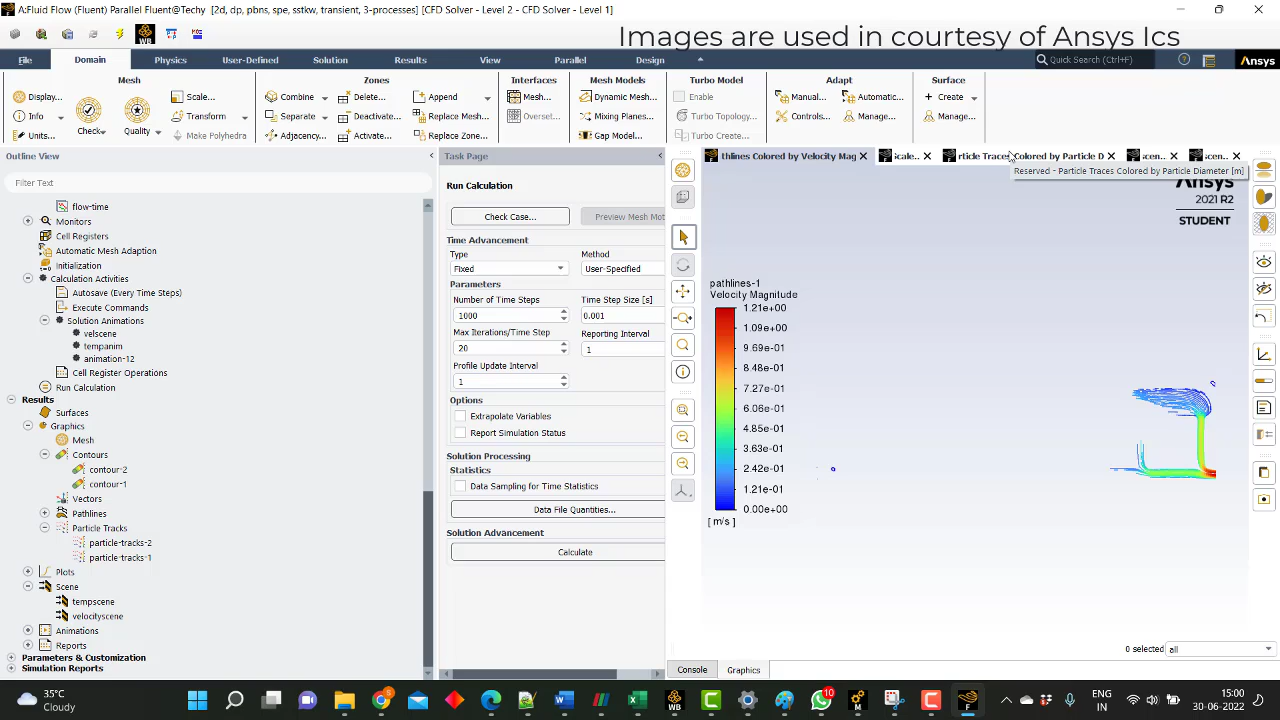 A:Fluid Flow (Fluent) Parallel Fluent@Techy [2d, dp, pbns, spe, sstkw, transient, 3-processes] [CFD Solver - Level 2 - CFD Solver - Level 1]
Images are used in courtesy of Ansys Ics
File Domain Physics User-Defined Solution Results View Parallel Design Quick Search (Ctrl+F) Ansys
Mesh Zones Interfaces Mesh Models Turbo Model Adapt Surface
Display... Scale... Combine Delete... Append Mesh... Dynamic Mesh... Enable Manual... Automatic... Create
Info Check Quality Transform Separate Deactivate... Replace Mesh... Overset... Mixing Planes... Turbo Topology... Controls... Manage... Manage...
Units... Make Polyhedra Adjacency... Activate... Replace Zone... Gap Model... Turbo Create...
Outline View
Filter Text
flow-time
Monitors
Cell Registers
Automatic Mesh Adaption
Initialization
Calculation Activities
Autosave (Every Time Steps)
Execute Commands
Solution Animations
velscene
tempanim
animation-12
Cell Register Operations
Run Calculation
Results
Surfaces
Graphics
Mesh
Contours
contour-2
contour-1
Vectors
Pathlines
Particle Tracks
particle-tracks-2
particle-tracks-1
Plots
Scene
tempscene
velocityscene
Animations
Reports
Parameters & Customization
Simulation Reports
Task Page
Run Calculation
Check Case... Preview Mesh Mot
Time Advancement
Type Method
Fixed User-Specified
Parameters
Number of Time Steps Time Step Size [s]
1000 0.001
Max Iterations/Time Step Reporting Interval
20 1
Profile Update Interval
1
Options
Extrapolate Variables
Report Simulation Status
Solution Processing
Statistics
Data Sampling for Time Statistics
Data File Quantities...
Solution Advancement
Calculate
thlines Colored by Velocity Mag cale.. rticle Traces Colored by Particle D cen.. cen..
Reserved - Particle Traces Colored by Particle Diameter [m]
Ansys
2021 R2
STUDENT
pathlines-1
Velocity Magnitude
1.21e+00
1.09e+00
9.69e-01
8.48e-01
7.27e-01
6.06e-01
4.85e-01
3.63e-01
2.42e-01
1.21e-01
0.00e+00
[ m/s ]
0 selected all
Console Graphics
35°C
Cloudy
10
ENG
IN
15:00
30-06-2022